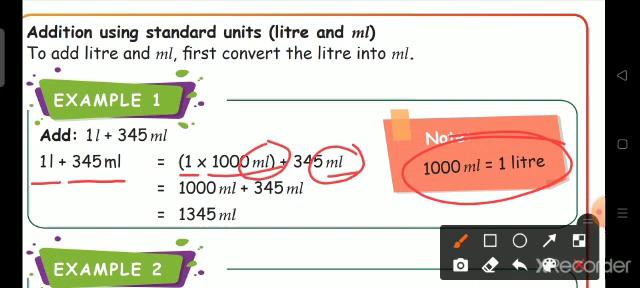 Addition using standard units (litre and ml)
To add litre and ml, first convert the litre into ml.
EXAMPLE 1
Add: 1l + 345 ml
1l + 345 ml = (1 x 1000 ml) + 345 ml
= 1000 ml + 345 ml
= 1345 ml
Note
1000 ml = 1 litre
EXAMPLE 2
XRecorder